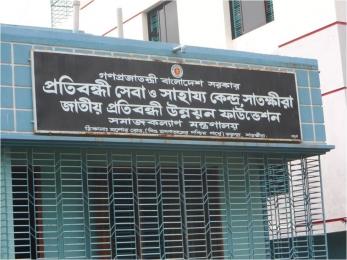 গণপ্রজাতন্ত্রী বাংলাদেশ সরকার
প্রতিবন্ধী সেবা ও সাহায্য কেন্দ্র সাতক্ষীরা
জাতীয় প্রতিবন্ধী উন্নয়ন ফাউন্ডেশন
সমাজকল্যাণ মন্ত্রণালয়